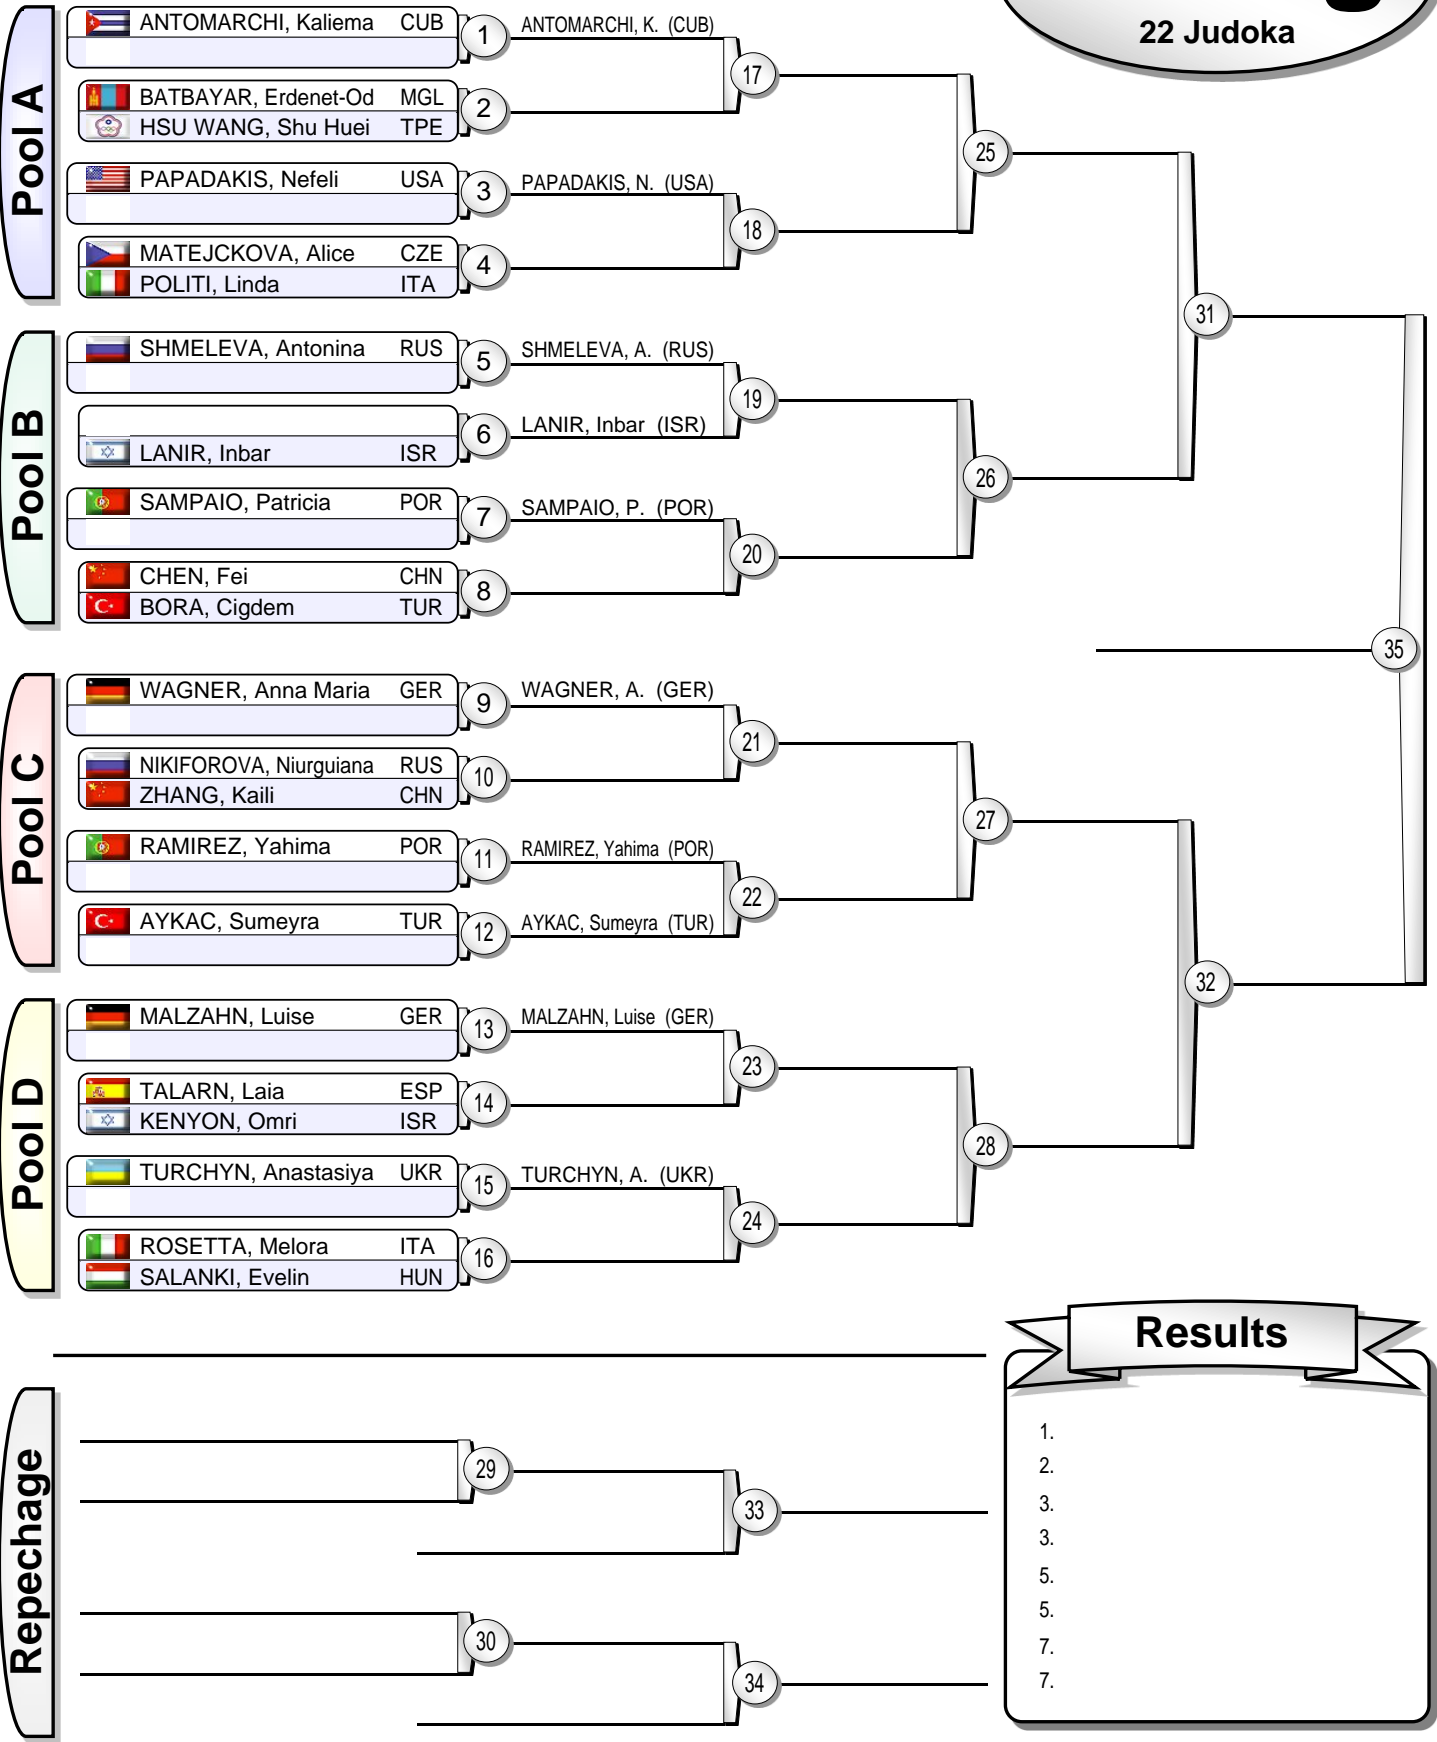 22 Judoka
Pool A
ANTOMARCHI, Kaliema CUB
1
ANTOMARCHI, K. (CUB)
17
BATBAYAR, Erdenet-Od MGL
HSU WANG, Shu Huei TPE
2
25
PAPADAKIS, Nefeli USA
3
PAPADAKIS, N. (USA)
18
MATEJCKOVA, Alice CZE
POLITI, Linda ITA
4
31
Pool B
SHMELEVA, Antonina RUS
5
SHMELEVA, A. (RUS)
19
6
LANIR, Inbar (ISR)
LANIR, Inbar ISR
26
SAMPAIO, Patricia POR
7
SAMPAIO, P. (POR)
20
CHEN, Fei CHN
BORA, Cigdem TUR
8
35
Pool C
WAGNER, Anna Maria GER
9
WAGNER, A. (GER)
21
NIKIFOROVA, Niurguiana RUS
ZHANG, Kaili CHN
10
27
RAMIREZ, Yahima POR
11
RAMIREZ, Yahima (POR)
22
AYKAC, Sumeyra TUR
12
AYKAC, Sumeyra (TUR)
32
Pool D
MALZAHN, Luise GER
13
MALZAHN, Luise (GER)
23
TALARN, Laia ESP
KENYON, Omri ISR
14
28
TURCHYN, Anastasiya UKR
15
TURCHYN, A. (UKR)
24
ROSETTA, Melora ITA
SALANKI, Evelin HUN
16
Repechage
29
33
30
34
Results
1.
2.
3.
3.
5.
5.
7.
7.